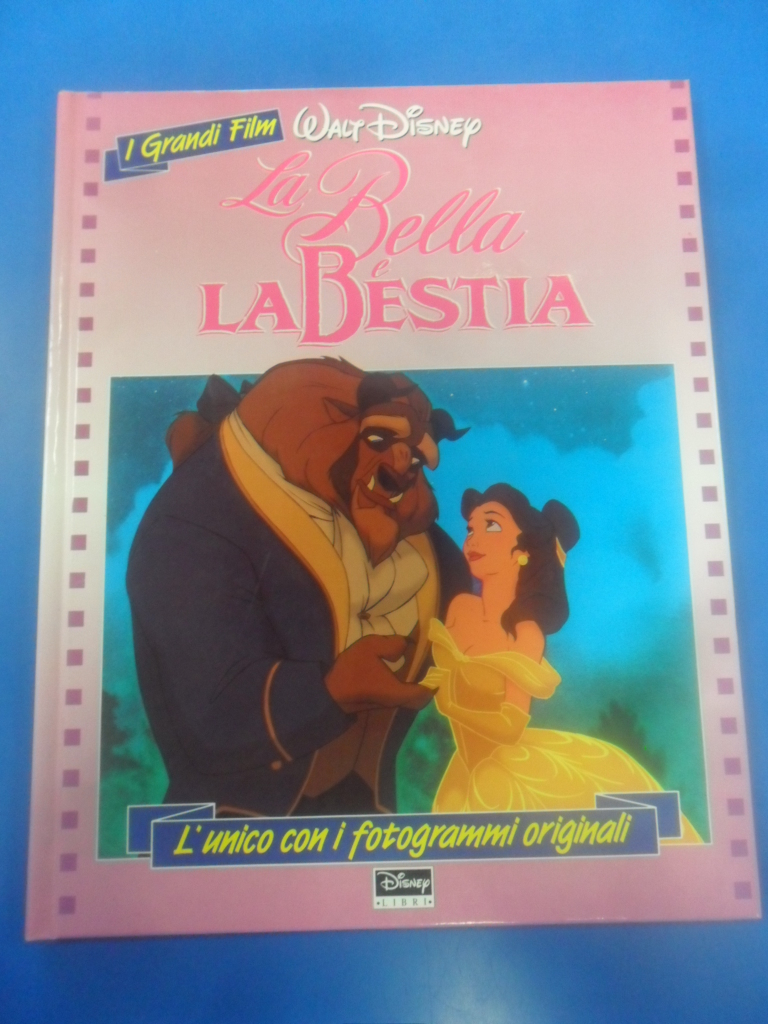 I Grandi Film
Walt Disney
La Bella
e
LA BESTIA
L'unico con i fotogrammi originali
Disney
• LIBRI •